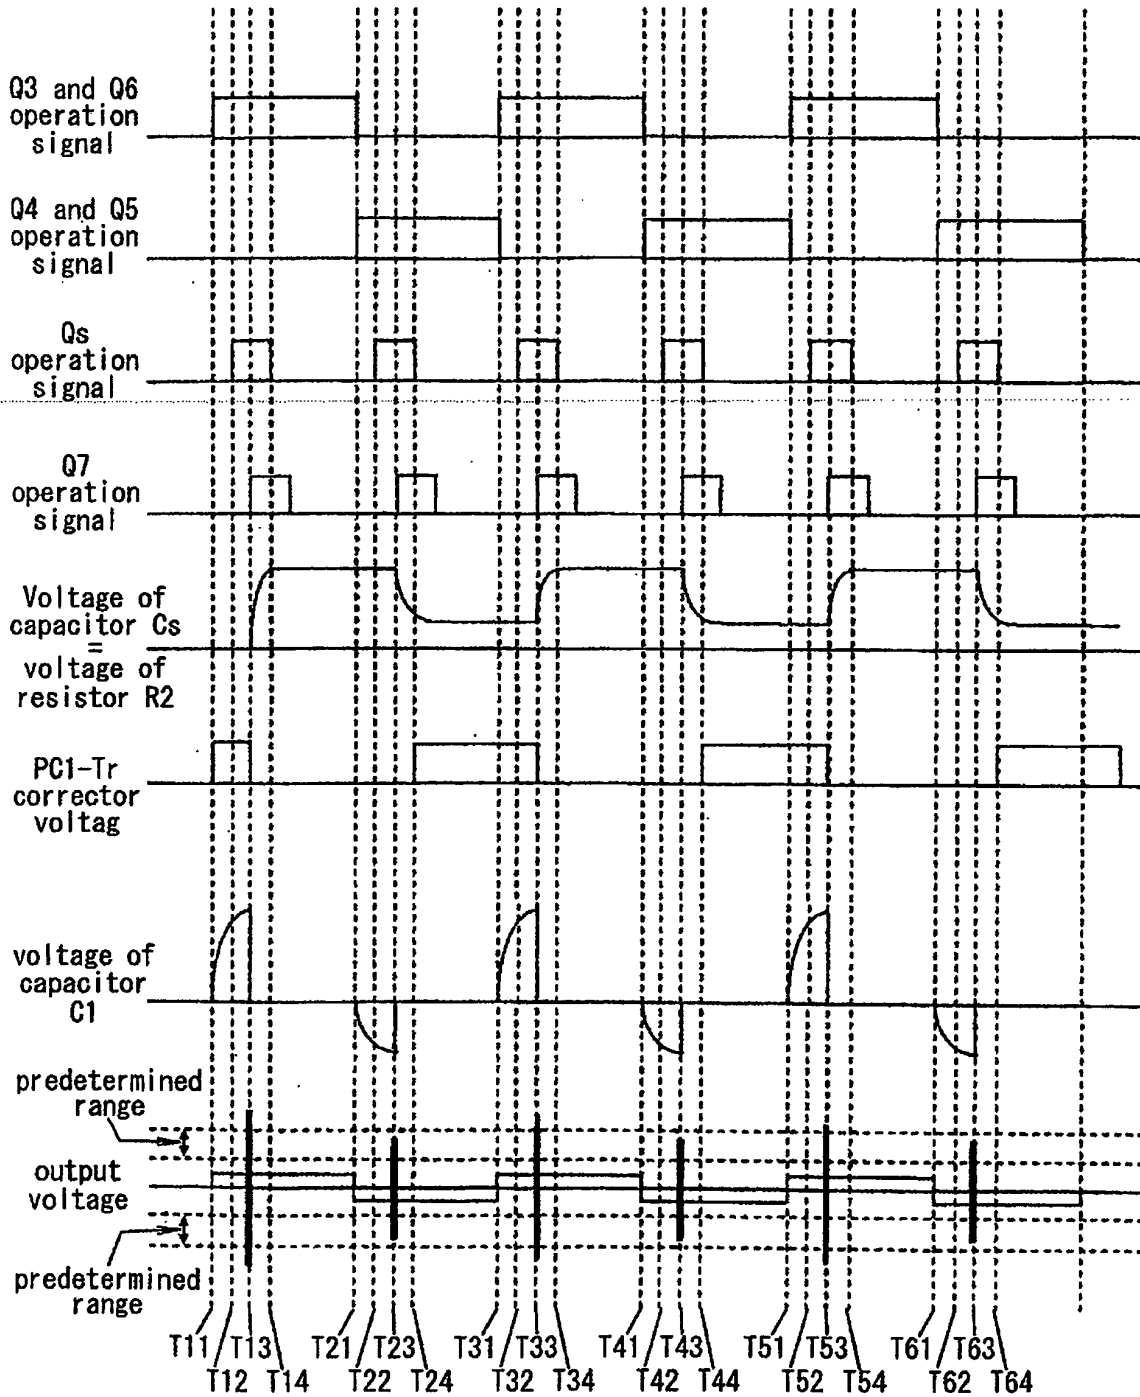 Q3 and Q6
operation
signal
Q4 and Q5
operation
signal
Qs
operation
signal
Q7
operation
signal
Voltage of
capacitor Cs
=
voltage of
resistor R2
PC1-Tr
corrector
voltag
voltage of
capacitor
C1
predetermined
range
output
voltage
predetermined
range
T11 T13 T21 T23 T31 T33 T41 T43 T51 T53 T61 T63
T12 T14 T22 T24 T32 T34 T42 T44 T52 T54 T62 T64